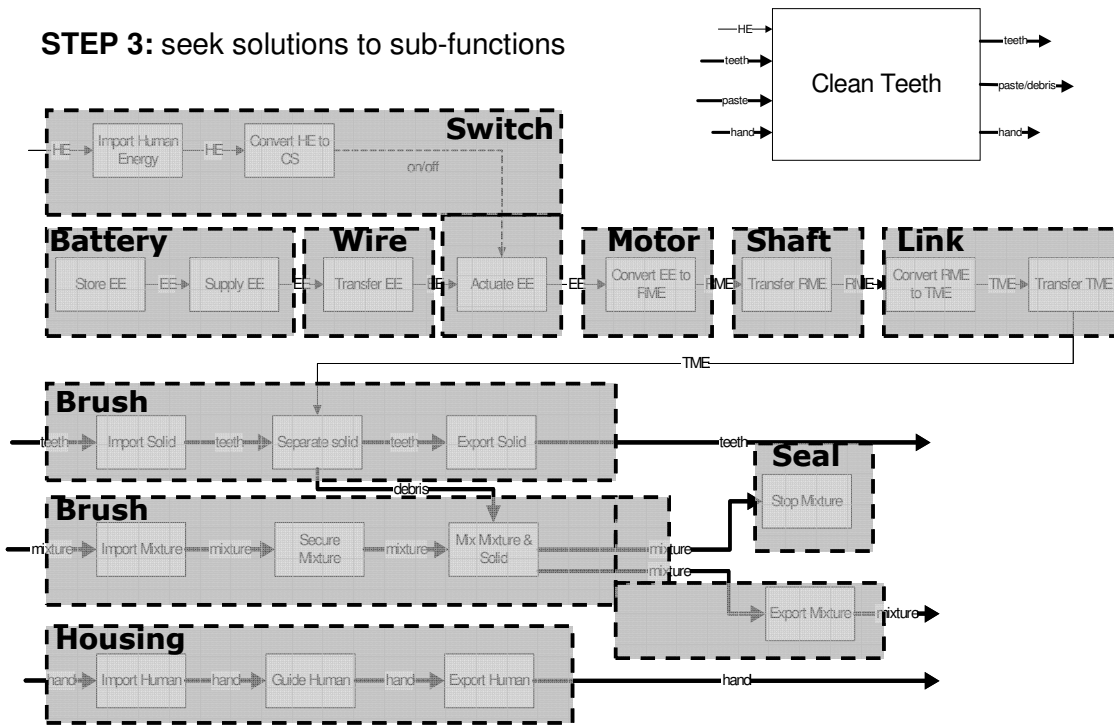 STEP 3: seek solutions to sub-functions
HE
teeth
paste
hand
Clean Teeth
teeth
paste/debris
hand
Switch
HE
Import Human
Energy
HE
Convert HE to
CS
on/off
Battery
Wire
Motor
Shaft
Link
Store EE
EE
Supply EE
EE
Transfer EE
EE
Actuate EE
EE
Convert EE to
RME
RME
Transfer RME
RME
Convert RME
to TME
TME
Transfer TME
TME
Brush
teeth
Import Solid
teeth
Separate solid
teeth
Export Solid
teeth
debris
Seal
Stop Mixture
Brush
mixture
Import Mixture
mixture
Secure
Mixture
mixture
Mix Mixture &
Solid
mixture
mixture
Export Mixture
mixture
Housing
hand
Import Human
hand
Guide Human
hand
Export Human
hand